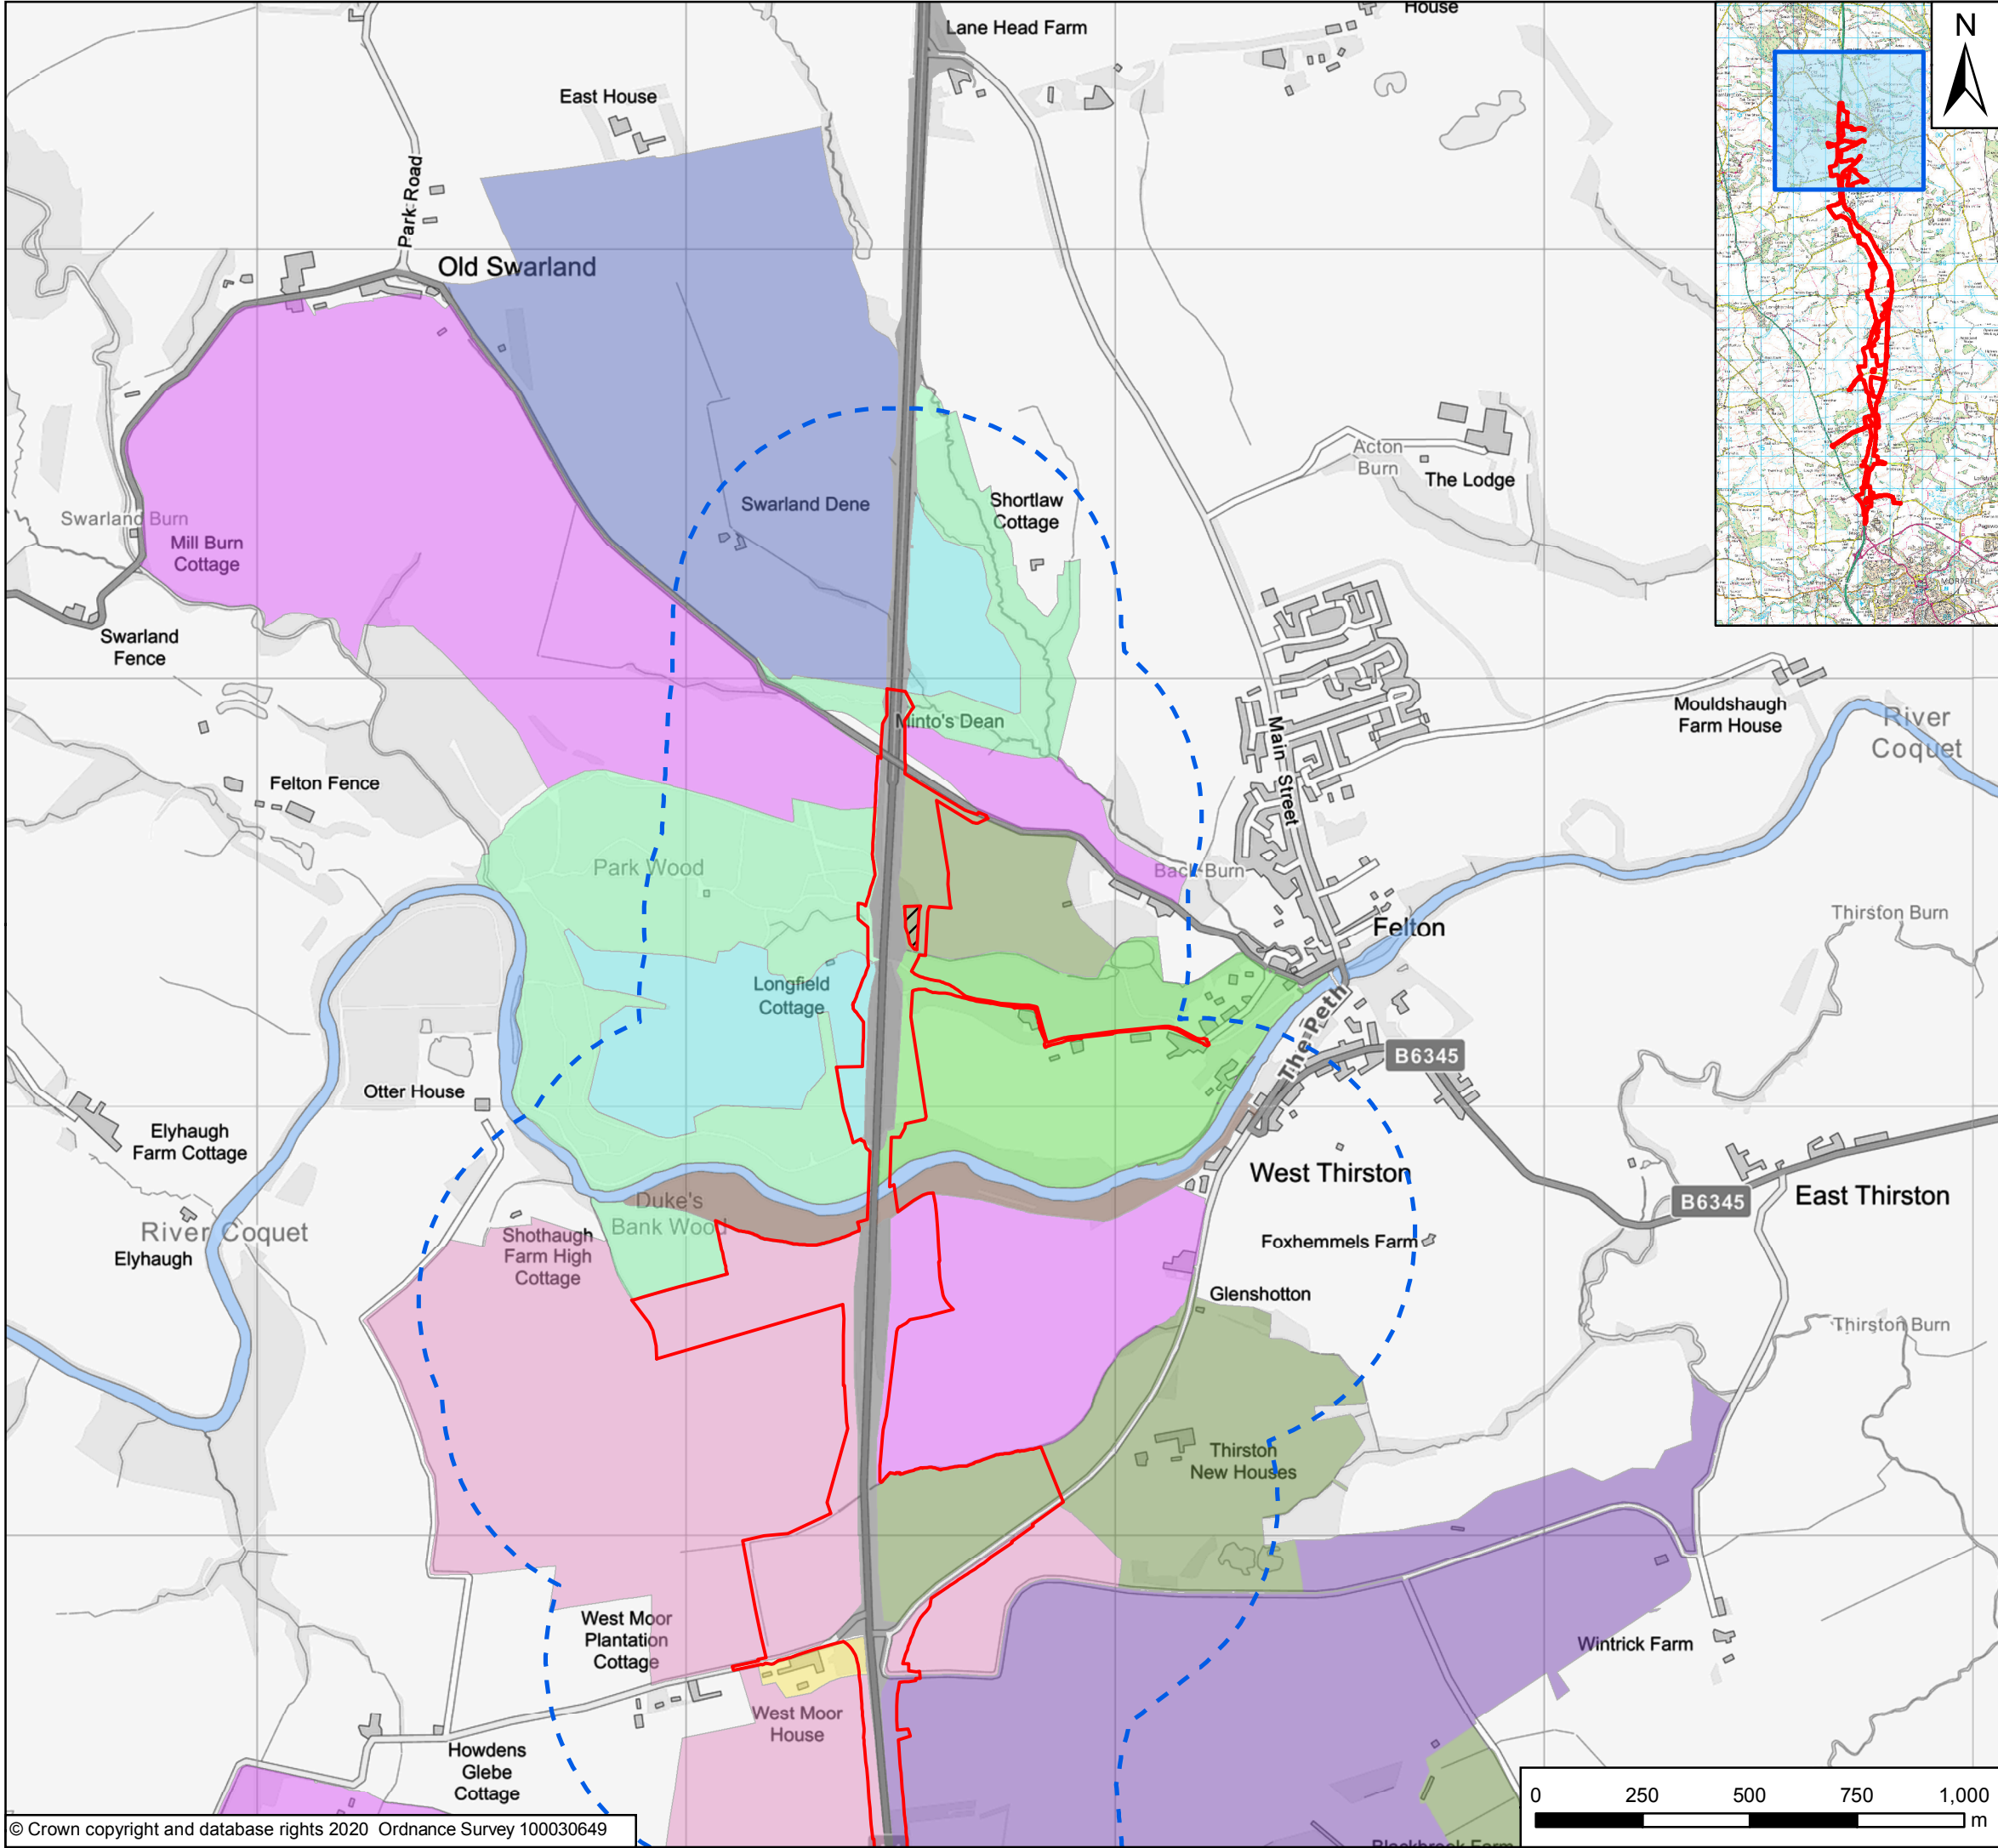 House
Lane Head Farm
N
East House
Park Road
Old Swarland
Swarland Dene
Shortlaw
Cottage
Acton
Burn
The Lodge
MORPETH
Swarland Burn
Mill Burn
Cottage
Swarland
Fence
Minto's Dean
Main Street
Mouldshaugh
Farm House
River
Coquet
Felton Fence
Park Wood
Back Burn
Felton
Thirston Burn
Longfield
Cottage
The Peth
B6345
Otter House
Elyhaugh
Farm Cottage
West Thirston
B6345
East Thirston
Duke's
Bank Wood
River Coquet
Elyhaugh
Shothaugh
Farm High
Cottage
Foxhemmels Farm
Glenshotton
Thirston Burn
Thirston
New Houses
West Moor
Plantation
Cottage
Wintrick Farm
West Moor
House
Howdens
Glebe
Cottage
0 250 500 750 1,000
m
© Crown copyright and database rights 2020 Ordnance Survey 100030649
Blackbrook Farm